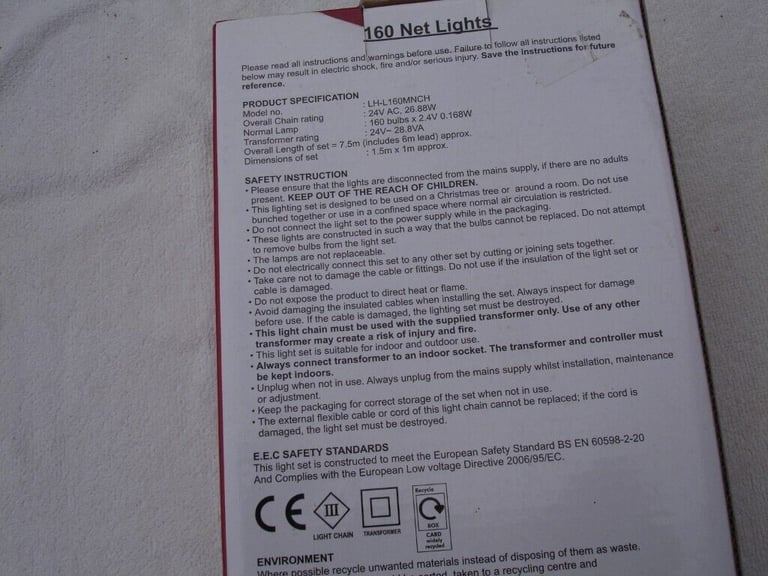 160 Net Lights
Please read all instructions and warnings before use. Failure to follow all instructions listed
below may result in electric shock, fire and/or serious injury. Save the instructions for future
reference.
PRODUCT SPECIFICATION
Model no. : LH-L160MNCH
Overall Chain rating : 24V AC, 26.88W
Normal Lamp : 160 bulbs x 2.4V 0.168W
Transformer rating : 24V~ 28.8VA
Overall Length of set = 7.5m (includes 6m lead) approx.
Dimensions of set : 1.5m x 1m approx.
SAFETY INSTRUCTION
• Please ensure that the lights are disconnected from the mains supply, if there are no adults
present. KEEP OUT OF THE REACH OF CHILDREN.
• This lighting set is designed to be used on a Christmas tree or around a room. Do not use
bunched together or use in a confined space where normal air circulation is restricted.
• Do not connect the light set to the power supply while in the packaging.
• These lights are constructed in such a way that the bulbs cannot be replaced. Do not attempt
to remove bulbs from the light set.
• The lamps are not replaceable.
• Do not electrically connect this set to any other set by cutting or joining sets together.
• Take care not to damage the cable or fittings. Do not use if the insulation of the light set or
cable is damaged.
• Do not expose the product to direct heat or flame.
• Avoid damaging the insulated cables when installing the set. Always inspect for damage
before use. If the cable is damaged, the lighting set must be destroyed.
• This light chain must be used with the supplied transformer only. Use of any other
transformer may create a risk of injury and fire.
• This light set is suitable for indoor and outdoor use.
• Always connect transformer to an indoor socket. The transformer and controller must
be kept indoors.
• Unplug when not in use. Always unplug from the mains supply whilst installation, maintenance
or adjustment.
• Keep the packaging for correct storage of the set when not in use.
• The external flexible cable or cord of this light chain cannot be replaced; if the cord is
damaged, the light set must be destroyed.
E.E.C SAFETY STANDARDS
This light set is constructed to meet the European Safety Standard BS EN 60598-2-20
And Complies with the European Low voltage Directive 2006/95/EC.
CE
III
LIGHT CHAIN
TRANSFORMER
Recycle
BOX
CARD
widely
recycled
ENVIRONMENT
Where possible recycle unwanted materials instead of disposing of them as waste.
sorted, taken to a recycling centre and